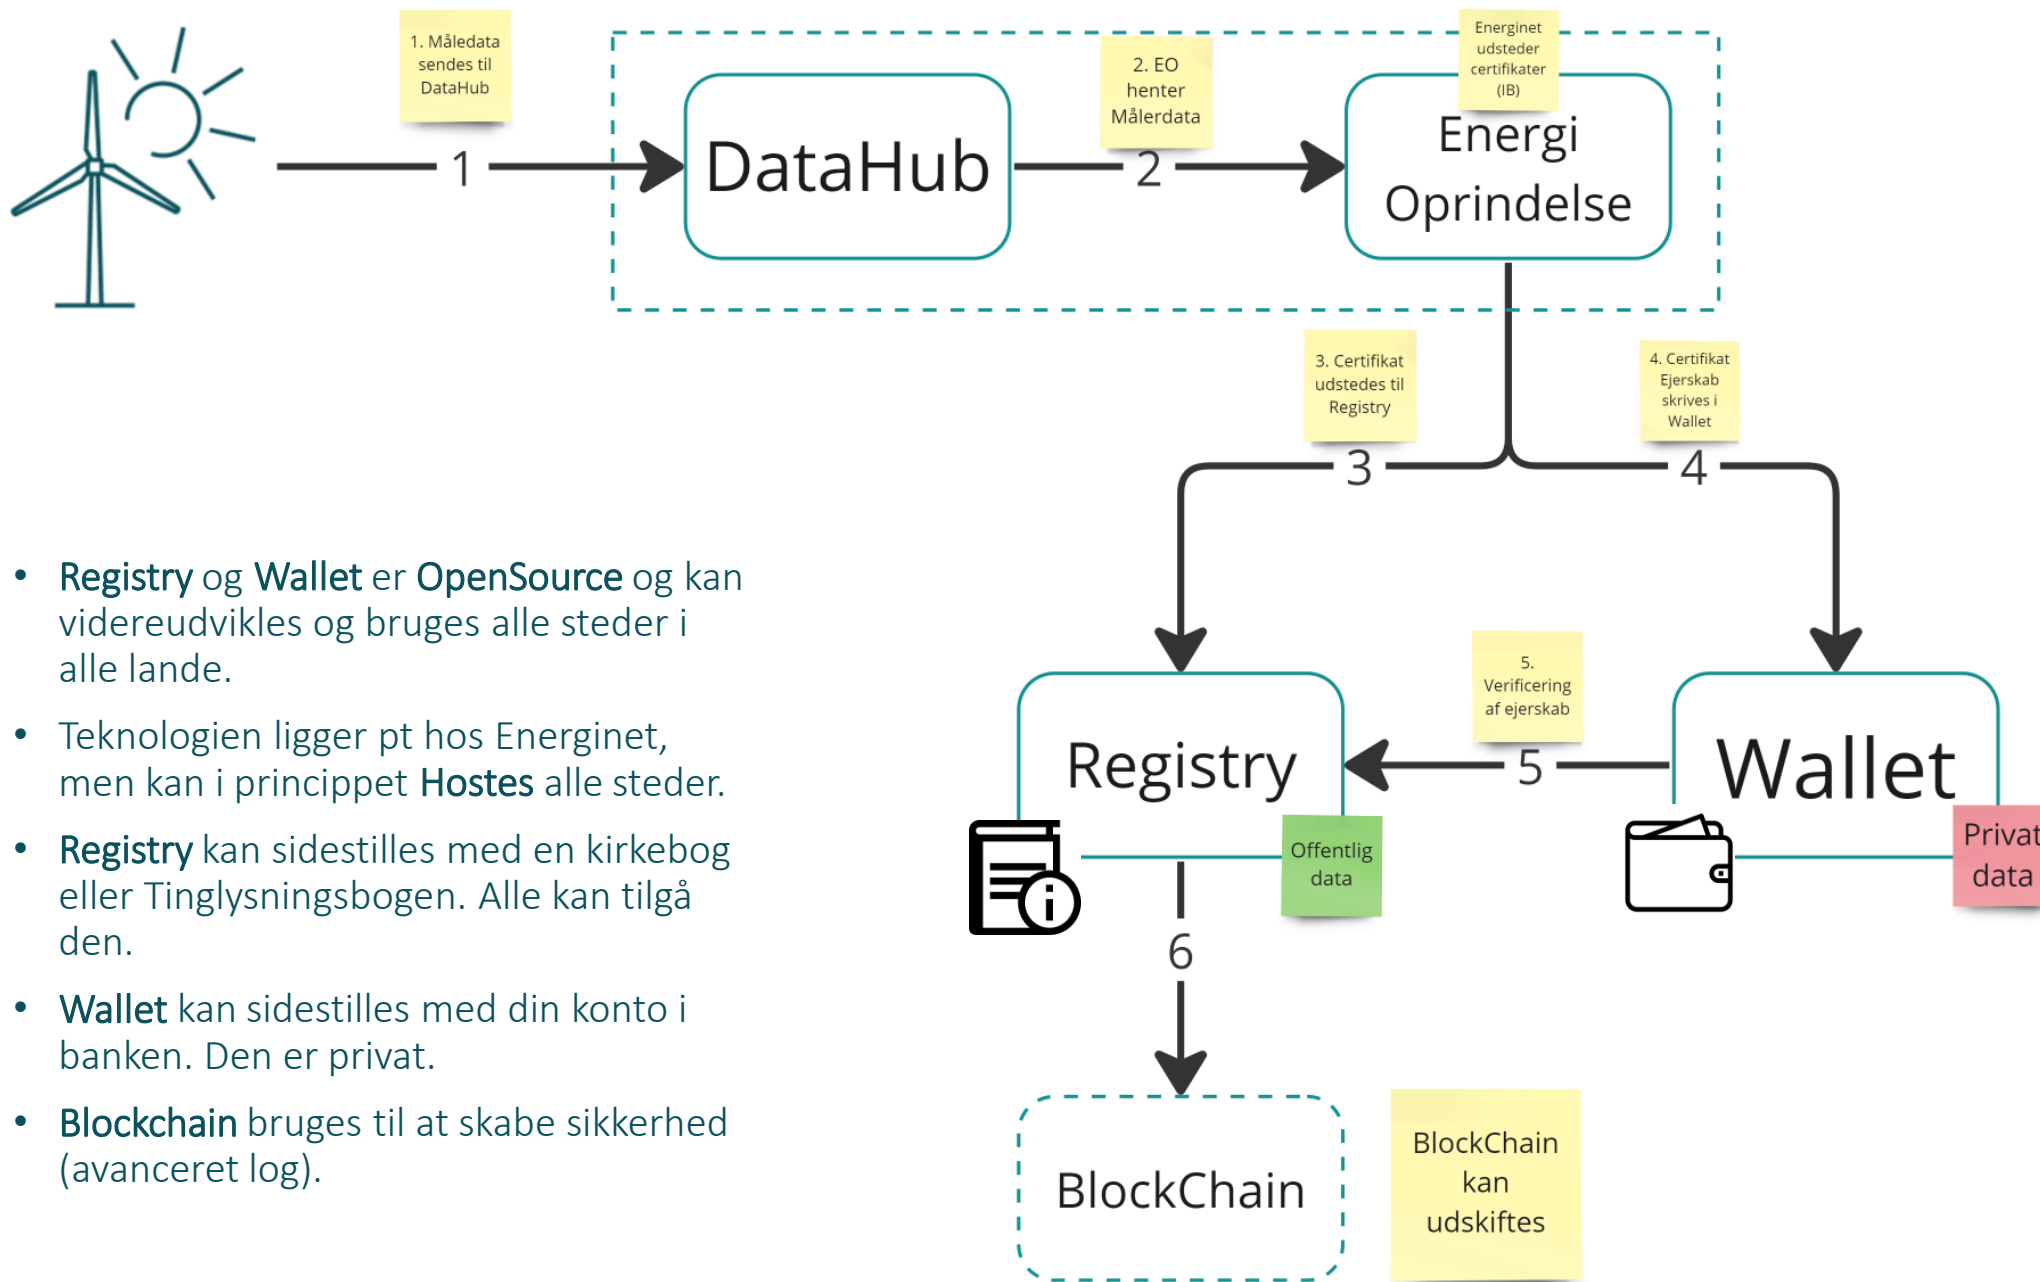 1. Måledata
sendes til
DataHub
1
DataHub
2. EO
henter
Målerdata
2
Energinet
udsteder
certifikater
(IB)
Energi
Oprindelse
3. Certifikat
udstedes til
Registry
3
4. Certifikat
Ejerskab
skrives i
Wallet
4
• Registry og Wallet er OpenSource og kan
videreudvikles og bruges alle steder i
alle lande.
• Teknologien ligger pt hos Energinet,
men kan i princippet Hostes alle steder.
• Registry kan sidestilles med en kirkebog
eller Tinglysningsbogen. Alle kan tilgå
den.
• Wallet kan sidestilles med din konto i
banken. Den er privat.
• Blockchain bruges til at skabe sikkerhed
(avanceret log).
Registry
Offentlig
data
5.
Verificering
af ejerskab
5
Wallet
Privat
data
6
BlockChain
BlockChain
kan
udskiftes